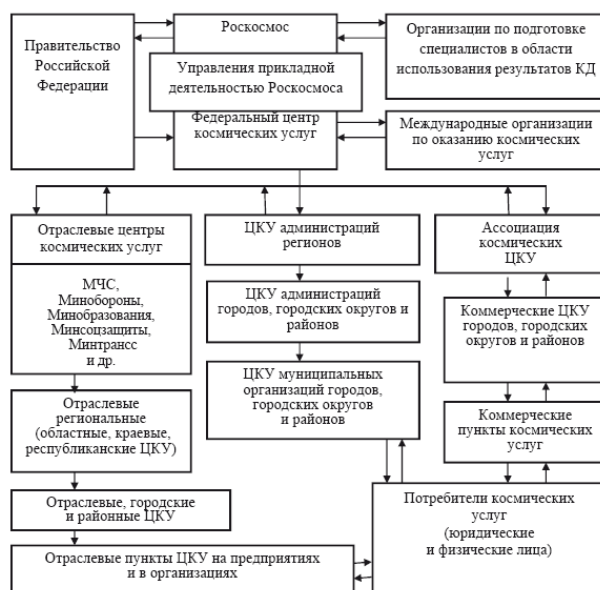 Правительство
Российской
Федерации
Роскосмос
Управления прикладной
деятельностью Роскосмоса
Федеральный центр
космических услуг
Организации по подготовке
специалистов в области
использования результатов КД
Международные организации
по оказанию космических
услуг
Отраслевые центры
космических услуг
МЧС,
Минобороны,
Минобразования,
Минсоцзащиты,
Минтрансс
и др.
Отраслевые
региональные
(областные, краевые,
республиканские ЦКУ)
Отраслевые, городские
и районные ЦКУ
Отраслевые пункты ЦКУ на предприятиях
и в организациях
ЦКУ администраций
регионов
ЦКУ администраций
городов, городских округов и
районов
ЦКУ муниципальных
организаций городов,
городских округов
и районов
Ассоциация
космических
ЦКУ
Коммерческие ЦКУ
городов, городских
округов и районов
Коммерческие
пункты космических
услуг
Потребители космических
услуг
(юридические
и физические лица)